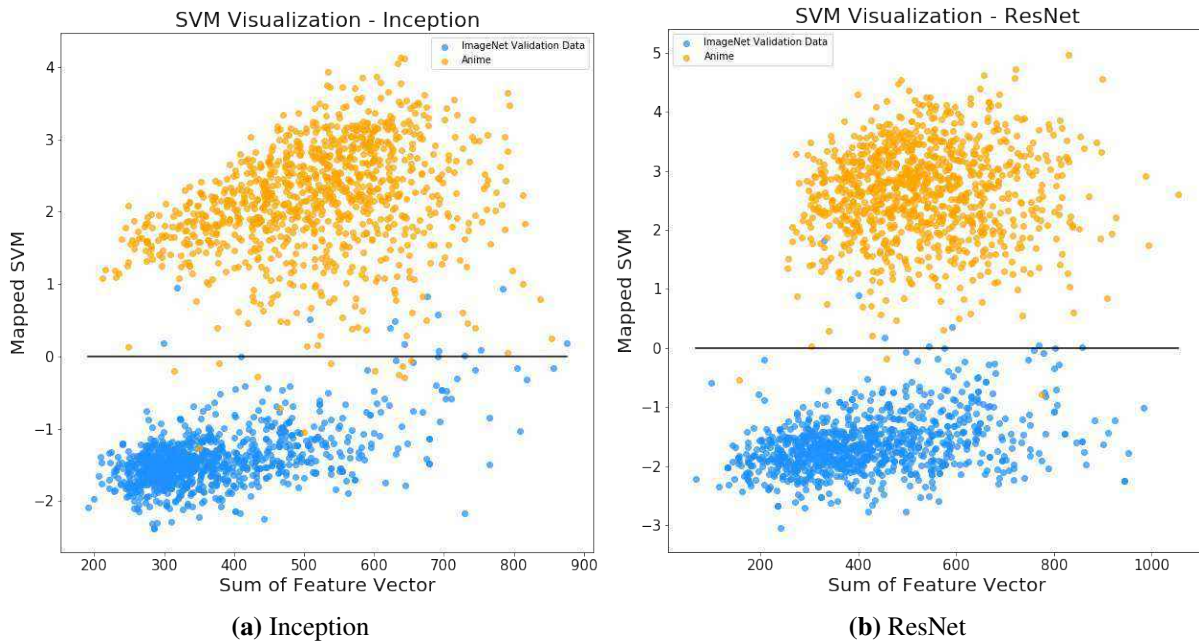 SVM Visualization - Inception
ImageNet Validation Data
Anime
Mapped SVM
4
3
2
1
0
−1
−2
200 300 400 500 600 700 800 900
Sum of Feature Vector
(a) Inception
SVM Visualization - ResNet
ImageNet Validation Data
Anime
Mapped SVM
5
4
3
2
1
0
−1
−2
−3
200 400 600 800 1000
Sum of Feature Vector
(b) ResNet